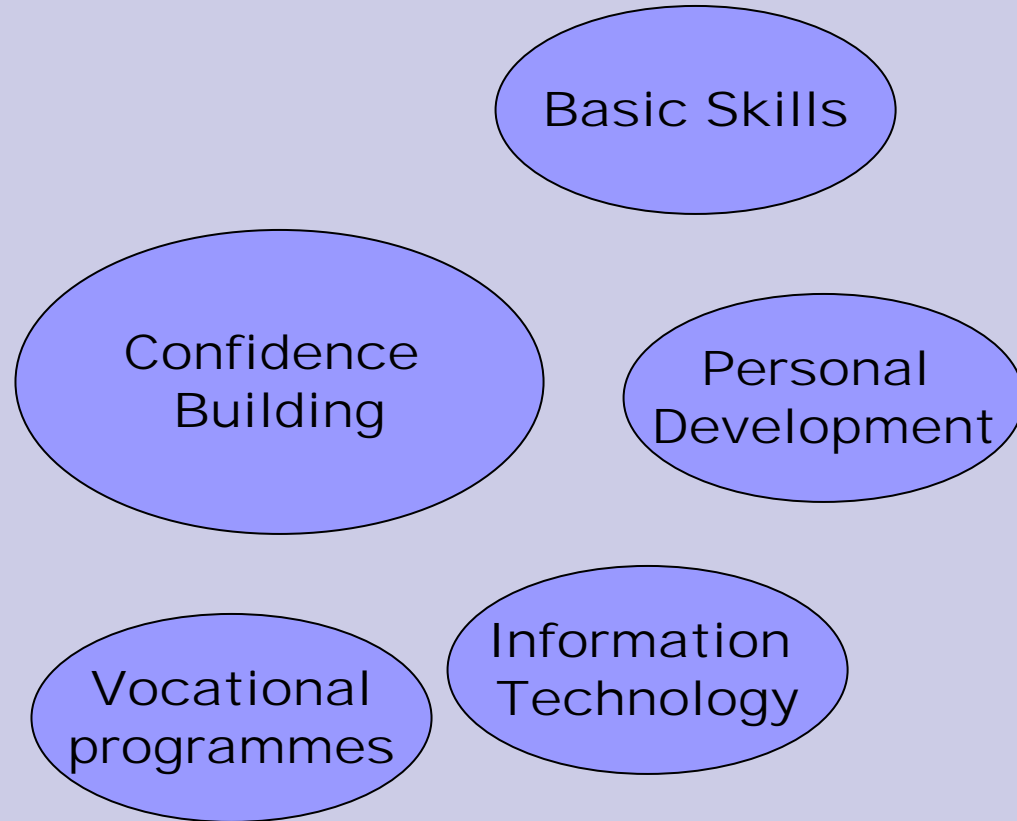 Basic Skills
Confidence
Building
Personal
Development
Information
Technology
Vocational
programmes